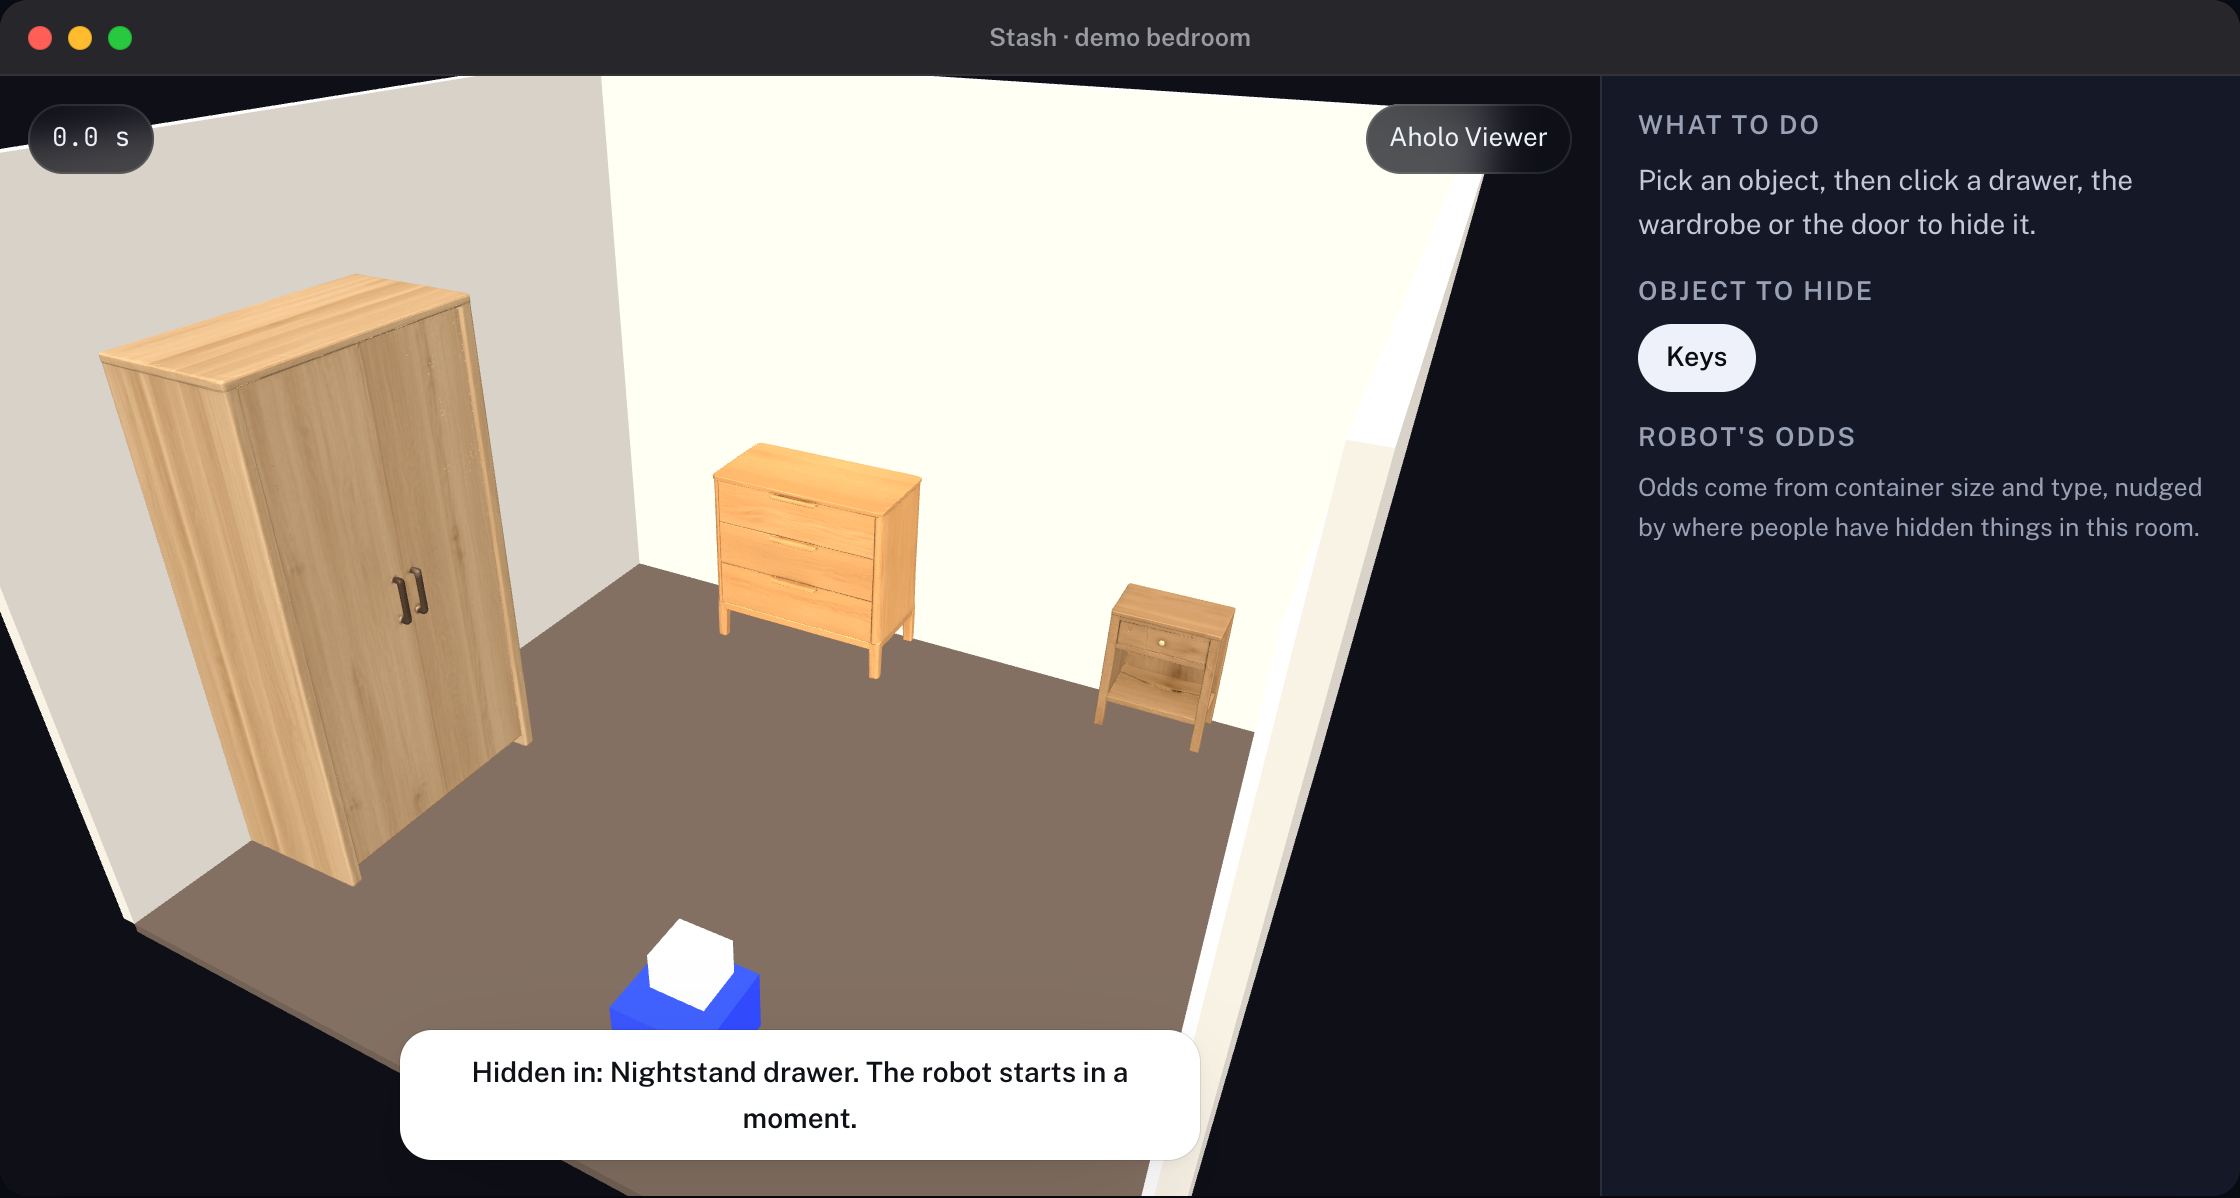 Stash · demo bedroom
0.0 s
Aholo Viewer
WHAT TO DO
Pick an object, then click a drawer, the
wardrobe or the door to hide it.
OBJECT TO HIDE
Keys
ROBOT'S ODDS
Odds come from container size and type, nudged
by where people have hidden things in this room.
Hidden in: Nightstand drawer. The robot starts in a
moment.